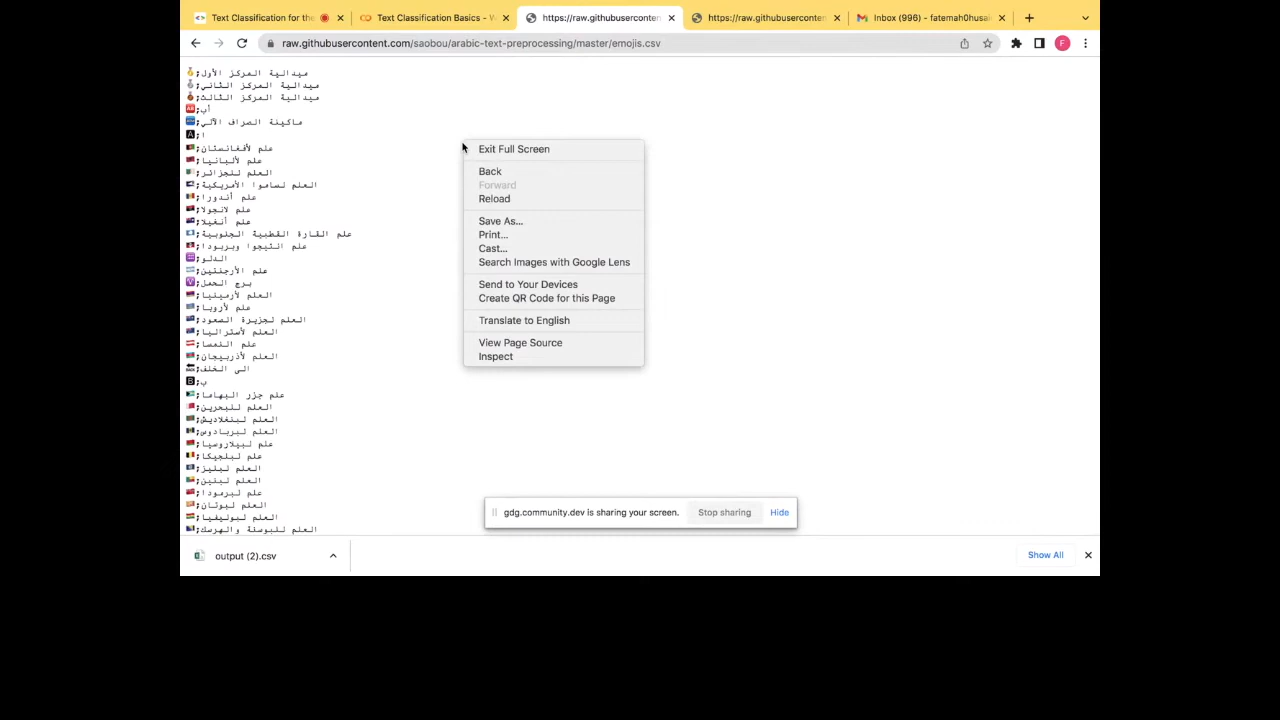 Text Classification for the
Text Classification Basics - W
https://raw.githubusercontent
https://raw.githubusercontent
Inbox (996) - fatemah0husai
raw.githubusercontent.com/saobou/arabic-text-preprocessing/master/emojis.csv
F
🥇;ميدالية المركز الأول
🥈;ميدالية المركز الثاني
🥉;ميدالية المركز الثالث
🆎;أب
🏧;ماكينة الصراف الآلي
🅰;ا
🇦🇫;علم لأفغانستان
🇦🇱;علم لألبانيا
🇩🇿;العلم للجزائر
🇦🇸;العلم لساموا الأمريكية
🇦🇩;علم أندورا
🇦🇴;علم لانجولا
🇦🇮;علم أنغيلا
🇦🇶;علم القارة القطبية الجنوبية
🇦🇬;علم انتيجوا وبربودا
♒;الدلو
🇦🇷;علم الأرجنتين
♈;برج الحمل
🇦🇲;العلم لأرمينيا
🇦🇼;علم لأروبا
🇦🇨;العلم لجزيرة الصعود
🇦🇺;العلم لأستراليا
🇦🇹;علم النمسا
🇦🇿;العلم لأذربيجان
🔙;الى الخلف
🅱;ب
🇧🇸;علم جزر البهاما
🇧🇭;العلم للبحرين
🇧🇩;العلم لبنغلاديش
🇧🇧;العلم لبربادوس
🇧🇾;علم لبيلاروسيا
🇧🇪;علم لبلجيكا
🇧🇿;العلم لبليز
🇧🇯;العلم لبنين
🇧🇲;علم لبرمودا
🇧🇹;العلم لبوتان
🇧🇴;العلم لبوليفيا
🇧🇦;العلم للبوسنة والهرسك
Exit Full Screen
Back
Forward
Reload
Save As...
Print...
Cast...
Search Images with Google Lens
Send to Your Devices
Create QR Code for this Page
Translate to English
View Page Source
Inspect
gdg.community.dev is sharing your screen. Stop sharing Hide
output (2).csv
Show All